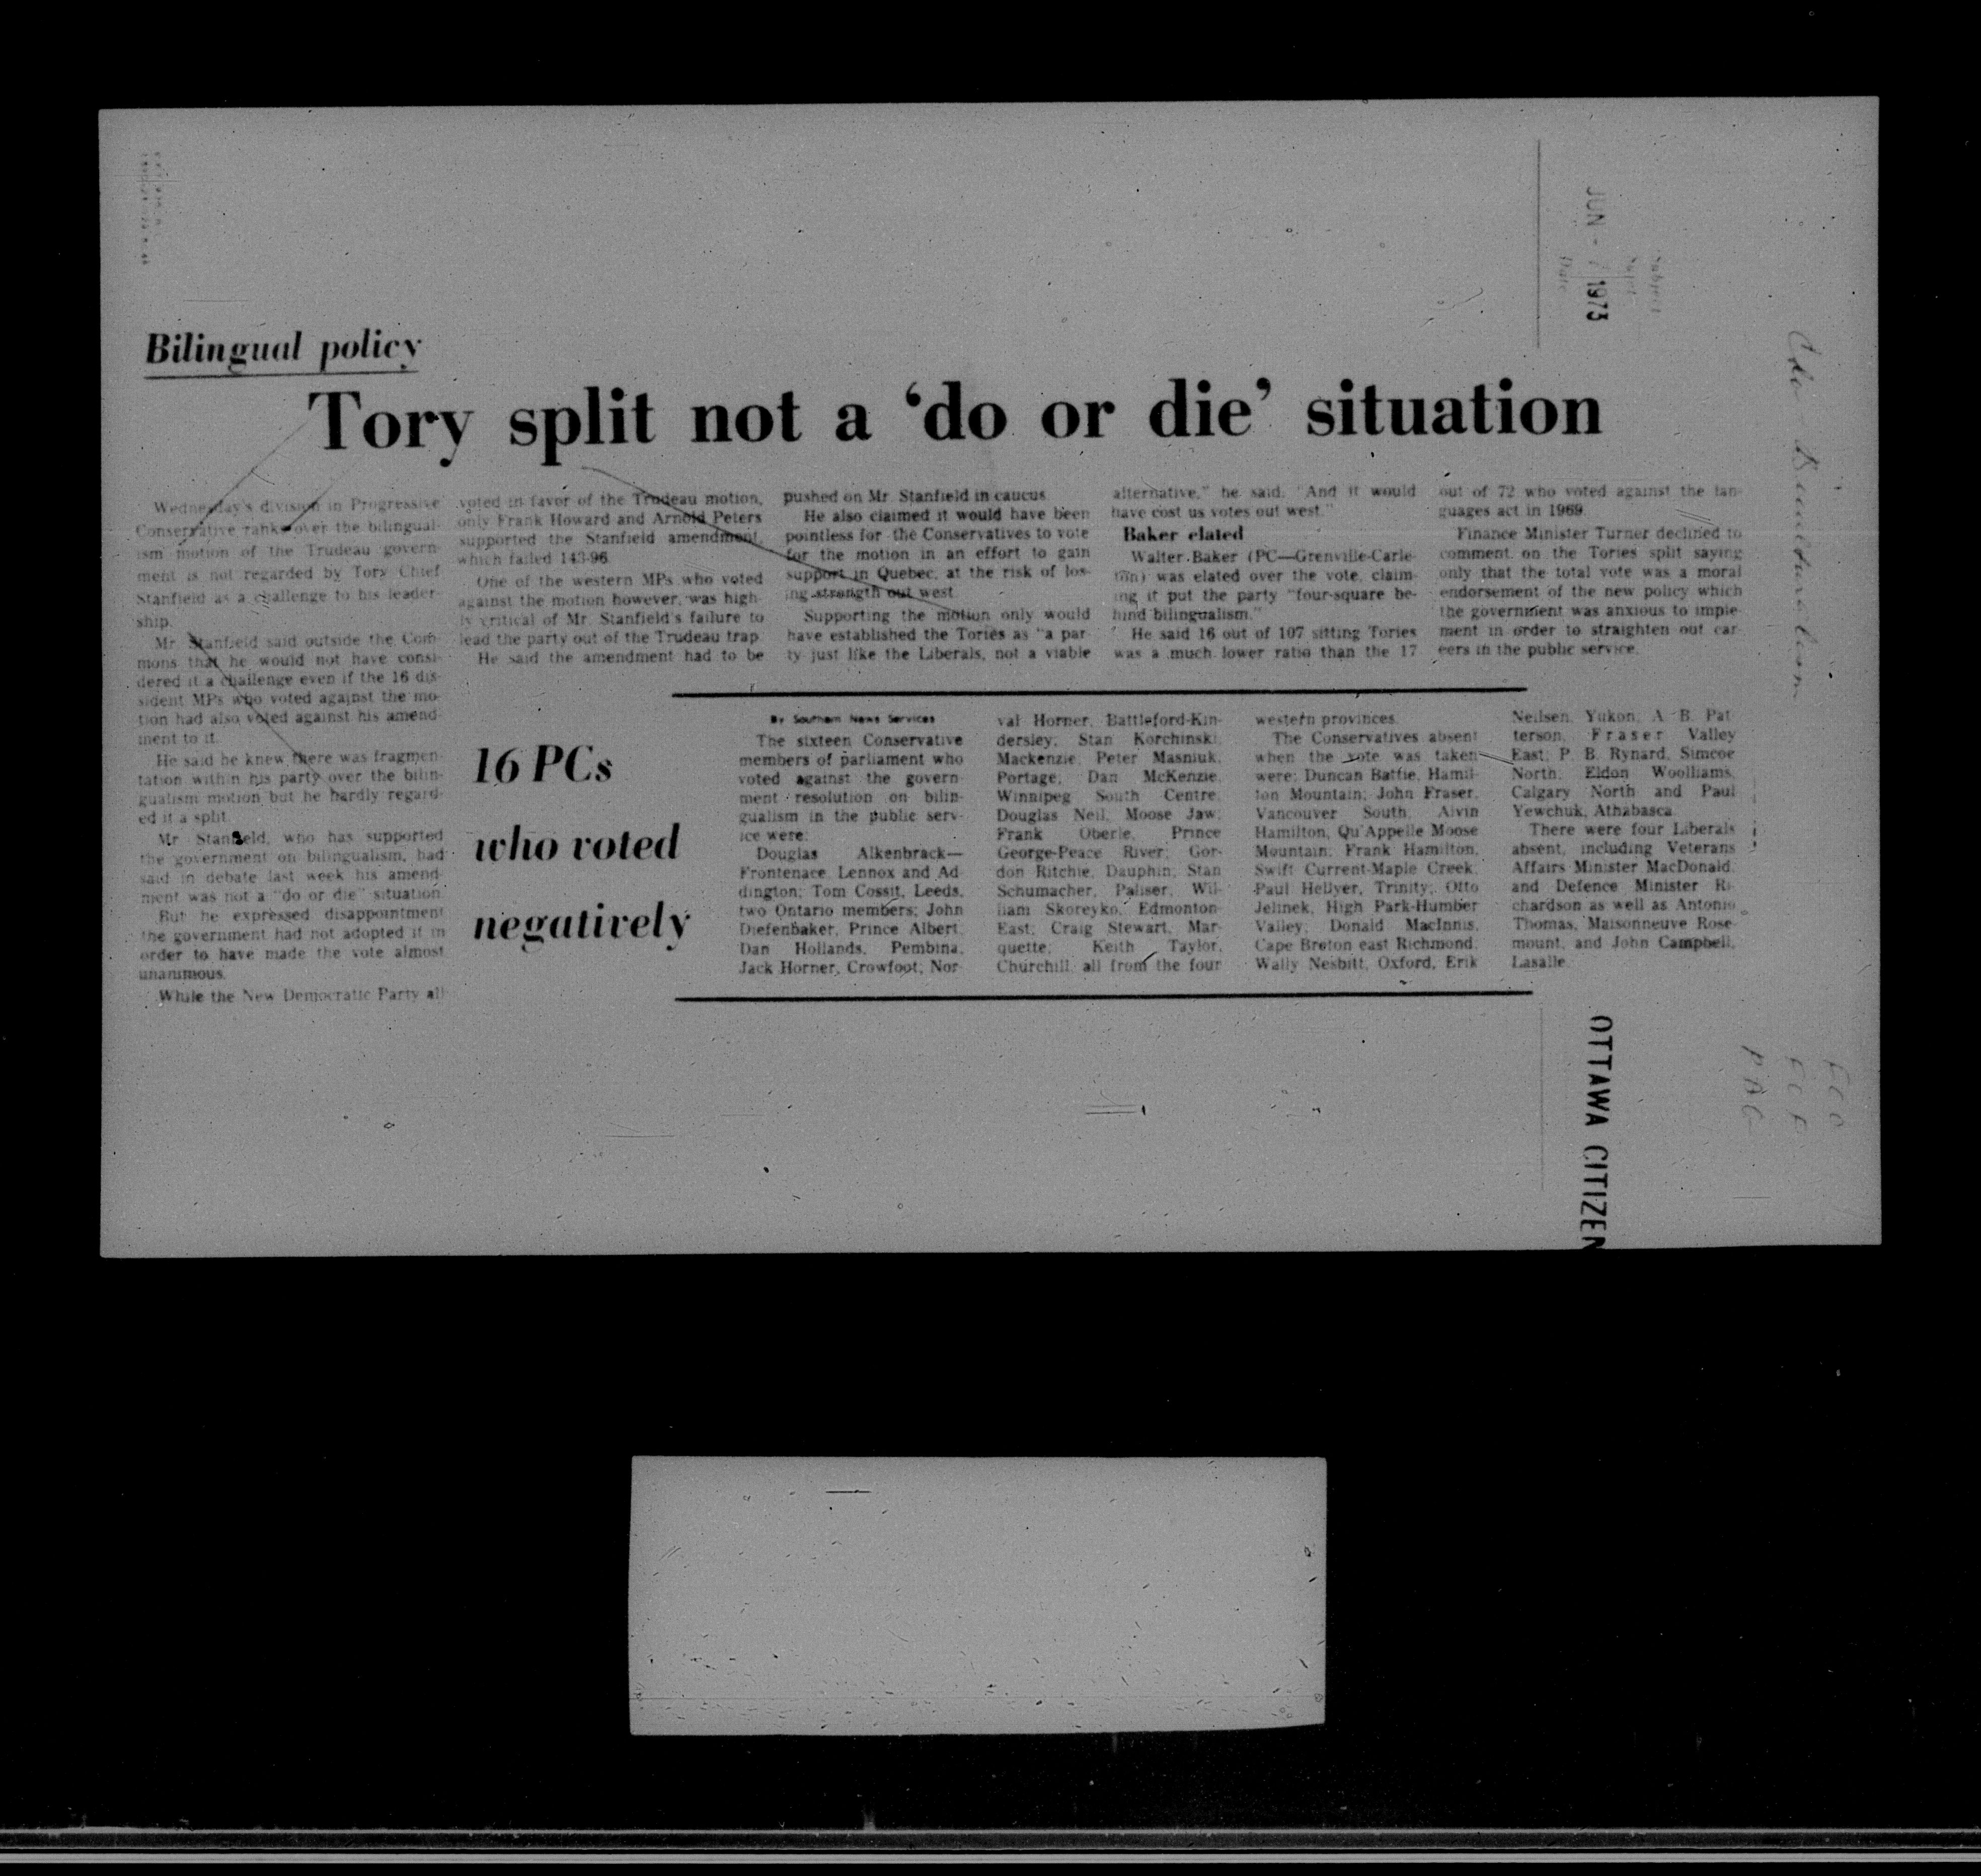 JUN - 1973
Subject
Date
Bilingual policy
Tory split not a ‘do or die’ situation
Wednesday's division in Progressive
Conservative ranks over the bilingual-
ism motion of the Trudeau govern-
ment is not regarded by Tory Chief
Stanfield as a challenge to his leader-
ship.
Mr. Stanfield said outside the Com-
mons that he would not have consi-
dered it a challenge even if the 16 dis-
sident MPs who voted against the mo-
tion had also voted against his amend-
ment to it.
He said he knew there was fragmen-
tation within his party over the bilin-
gualism motion but he hardly regard-
ed it a split.
Mr. Stanfield, who has supported
the government on bilingualism, had
said in debate last week his amend-
ment was not a "do or die" situation.
But he expressed disappointment
the government had not adopted it in
order to have made the vote almost
unanimous.
While the New Democratic Party all
voted in favor of the Trudeau motion,
only Frank Howard and Arnold Peters
supported the Stanfield amendment,
which failed 143-96.
One of the western MPs who voted
against the motion however, was high-
ly critical of Mr. Stanfield's failure to
lead the party out of the Trudeau trap.
He said the amendment had to be
pushed on Mr. Stanfield in caucus.
He also claimed it would have been
pointless for the Conservatives to vote
for the motion in an effort to gain
support in Quebec, at the risk of los-
ing strength out west.
Supporting the motion only would
have established the Tories as "a par-
ty just like the Liberals, not a viable
alternative," he said. "And it would
have cost us votes out west."
Baker elated
Walter Baker (PC—Grenville-Carle-
ton) was elated over the vote, claim-
ing it put the party "four-square be-
hind bilingualism."
He said 16 out of 107 sitting Tories
was a much lower ratio than the 17
out of 72 who voted against the lan-
guages act in 1969.
Finance Minister Turner declined to
comment on the Tories split saying
only that the total vote was a moral
endorsement of the new policy which
the government was anxious to imple-
ment in order to straighten out car-
eers in the public service.
16 PCs
who voted
negatively
By Southam News Services
The sixteen Conservative
members of parliament who
voted against the govern-
ment resolution on bilin-
gualism in the public serv-
ice were:
Douglas Alkenbrack—
Frontenace Lennox and Ad-
dington; Tom Cossit, Leeds,
two Ontario members; John
Diefenbaker, Prince Albert;
Dan Hollands, Pembina;
Jack Horner, Crowfoot; Nor-
val Horner, Battleford-Kin-
dersley; Stan Korchinski,
Mackenzie; Peter Masniuk,
Portage; Dan McKenzie,
Winnipeg South Centre;
Douglas Neil, Moose Jaw;
Frank Oberle, Prince
George-Peace River; Gor-
don Ritchie, Dauphin; Stan
Schumacher, Paliser; Wil-
liam Skoreyko, Edmonton
East; Craig Stewart, Mar-
quette; Keith Taylor,
Churchill, all from the four
western provinces.
The Conservatives absent
when the vote was taken
were: Duncan Battie, Hamil-
ton Mountain; John Fraser,
Vancouver South; Alvin
Hamilton, Qu'Appelle Moose
Mountain; Frank Hamilton,
Swift Current-Maple Creek;
Paul Hellyer, Trinity; Otto
Jelinek, High Park-Humber
Valley; Donald MacInnis,
Cape Breton east Richmond;
Wally Nesbitt, Oxford, Erik
Neilsen, Yukon; A. B. Pat-
terson, Fraser Valley
East; P. B. Rynard, Simcoe
North; Eldon Woolliams,
Calgary North and Paul
Yewchuk, Athabasca.
There were four Liberals
absent, including Veterans
Affairs Minister MacDonald,
and Defence Minister Ri-
chardson as well as Antonio
Thomas, Maisonneuve Rose-
mount, and John Campbell,
Lasalle.
OTTAWA CITIZEN